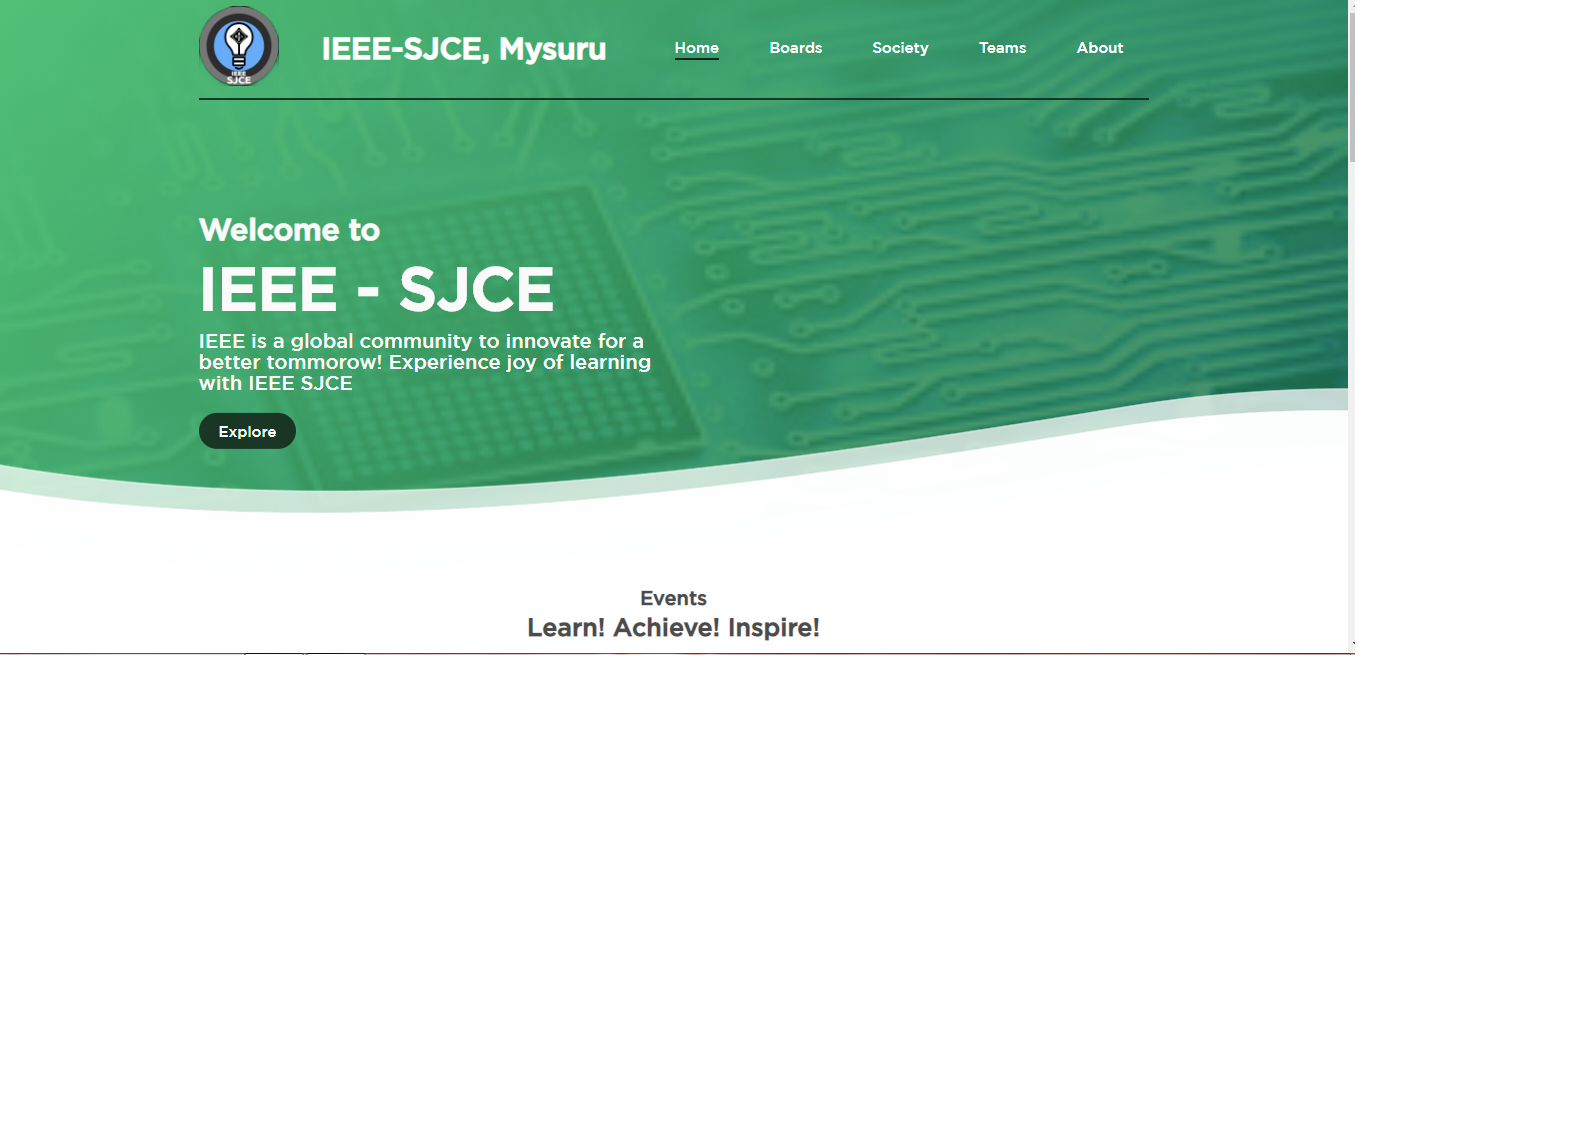 IEEE
SJCE
IEEE-SJCE, Mysuru
Home
Boards
Society
Teams
About
Welcome to
IEEE - SJCE
IEEE is a global community to innovate for a
better tommorow! Experience joy of learning
with IEEE SJCE
Explore
Events
Learn! Achieve! Inspire!